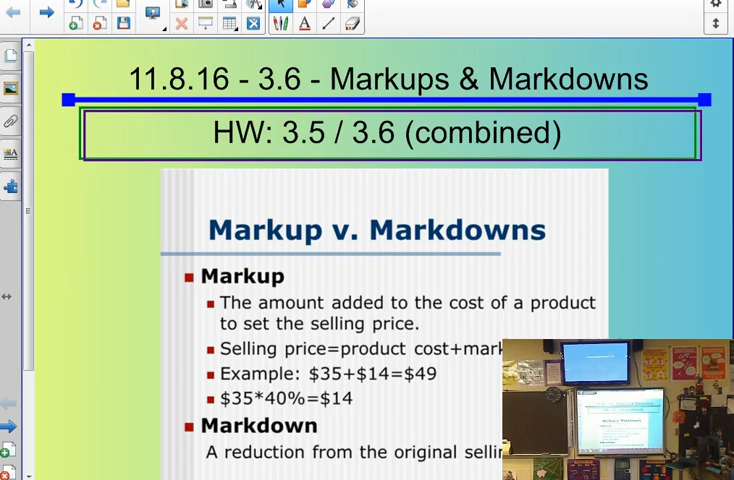 11.8.16 - 3.6 - Markups & Markdowns
HW: 3.5 / 3.6 (combined)
Markup v. Markdowns
Markup
The amount added to the cost of a product
to set the selling price.
Selling price=product cost+mark
Example: $35+$14=$49
$35*40%=$14
Markdown
A reduction from the original sellin